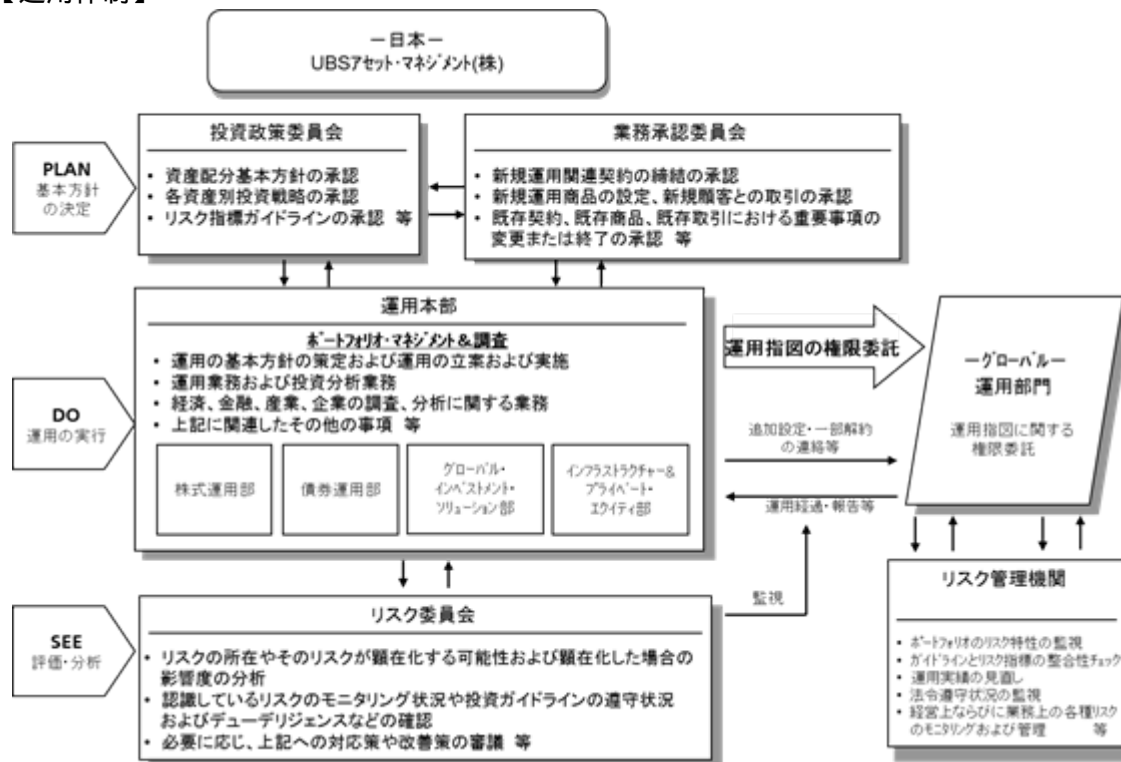 【運用体制】
－日本－
UBSアセット・マネジメント(株)
PLAN
基本方針
の決定
投資政策委員会
・ 資産配分基本方針の承認
・ 各資産別投資戦略の承認
・ リスク指標ガイドラインの承認 等
業務承認委員会
・ 新規運用関連契約の締結の承認
・ 新規運用商品の設定、新規顧客との取引の承認
・ 既存契約、既存商品、既存取引における重要事項の
変更または終了の承認 等
DO
運用の実行
運用本部
ポートフォリオ・マネジメント＆調査
・ 運用の基本方針の策定および運用の立案および実施
・ 運用業務および投資分析業務
・ 経済、金融、産業、企業の調査、分析に関する業務
・ 上記に関連したその他の事項 等
株式運用部
債券運用部
グローバル・
インベストメント・
ソリューション部
インフラストラクチャー＆
プライベート・
エクイティ部
運用指図の権限委託
追加設定・一部解約
の連絡等
運用経過・報告等
監視
－グローバル－
運用部門
運用指図に関する
権限委託
SEE
評価・分析
リスク委員会
・ リスクの所在やそのリスクが顕在化する可能性および顕在化した場合の
影響度の分析
・ 認識しているリスクのモニタリング状況や投資ガイドラインの遵守状況
およびデューデリジェンスなどの確認
・ 必要に応じ、上記への対応策や改善策の審議 等
リスク管理機関
・ ポートフォリオのリスク特性の監視
・ ガイドラインとリスク指標の整合性チェック
・ 運用実績の見直し
・ 法令遵守状況の監視
・ 経営上ならびに業務上の各種リスク
のモニタリングおよび管理 等